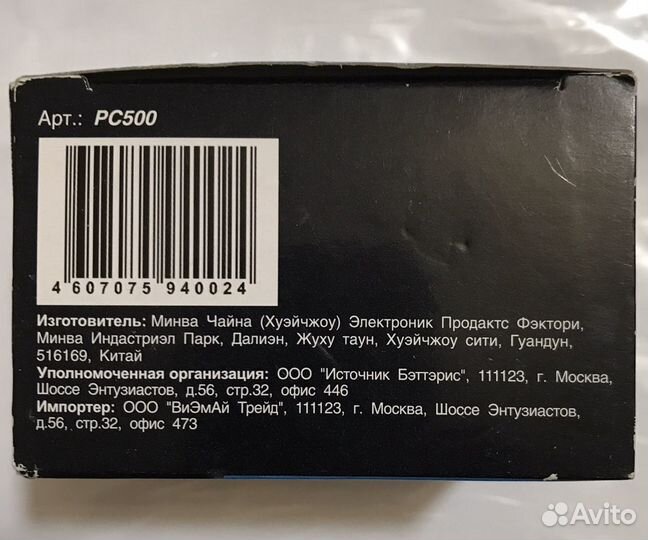 Арт.: PC500
4 607075 940024
Изготовитель: Минва Чайна (Хуэйчжоу) Электроник Продактс Фэктори,
Минва Индастриэл Парк, Далиэн, Жуху таун, Хуэйчжоу сити, Гуандун,
516169, Китай
Уполномоченная организация: ООО "Источник Бэттэрис", 111123, г. Москва,
Шоссе Энтузиастов, д.56, стр.32, офис 446
Импортер: ООО "ВиЭмАй Трейд", 111123, г. Москва, Шоссе Энтузиастов,
д.56, стр.32, офис 473
Avito